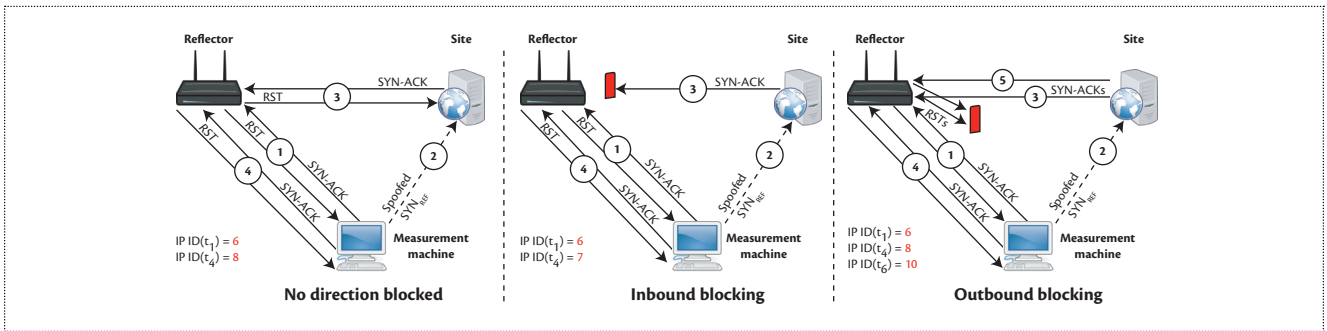 Reflector
Site
SYN-ACK
3
RST
RST
RST
1
2
4
SYN-ACK
SYN-ACK
Spoofed
SYN REF
IP ID(t1) = 6
IP ID(t4) = 8
Measurement
machine
No direction blocked
Reflector
Site
SYN-ACK
3
RST
RST
1
2
4
SYN-ACK
SYN-ACK
Spoofed
SYN REF
IP ID(t1) = 6
IP ID(t4) = 7
Measurement
machine
Inbound blocking
Reflector
Site
5
3
SYN-ACKs
RSTs
1
2
4
SYN-ACK
SYN-ACK
Spoofed
SYN REF
IP ID(t1) = 6
IP ID(t4) = 8
IP ID(t6) = 10
Measurement
machine
Outbound blocking